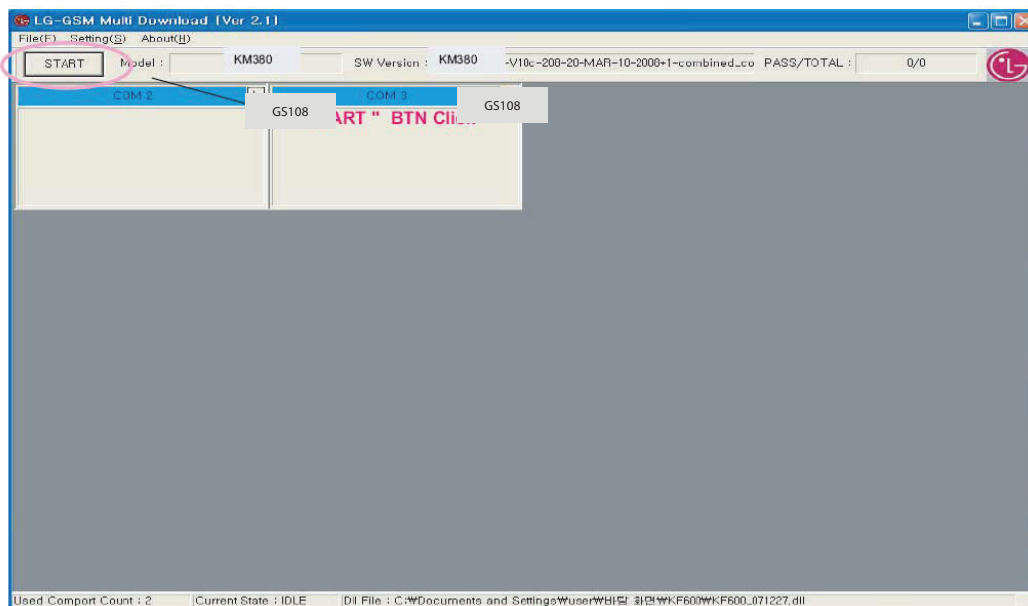 LG-GSM Multi Download [Ver 2.1]
File(F) Setting(S) About(H)
START Model : KM380 SW Version : KM380 -V10c-208-20-MAR-10-2008+1-combined_co PASS/TOTAL : 0/0
COM 2 COM 3
GS108 GS108
ART " BTN
Used Comport Count : 2 Current State : IDLE Dll File : C:₩Documents and Settings₩user₩바탕 화면₩KF600₩KF600_071227.dll